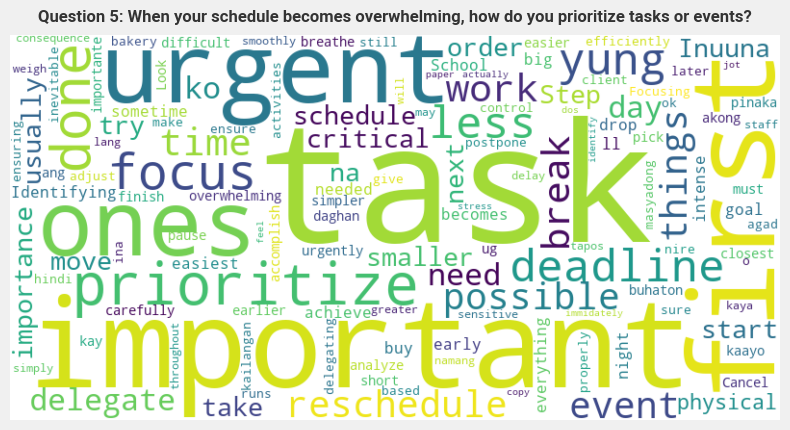 Question 5: When your schedule becomes overwhelming, how do you prioritize tasks or events?
consequence
bakery
difficult
smoothly
breathe
still
order
easier
efficiently
Inuuna
weigh
inevitable
done
importante
Look
urgent
School
big
yung
client
later
jot
usually
ko
activities
paper
actually
work
Focusing
first
sometime
schedule
will
may
less
control
Step
day
ok
pinaka
ensuring
try
make
ensure
time
critical
postpone
dos
identify
drop
akong
staff
lang
next
break
ll
pick
things
ang
adjust
focus
task
na
needed
give
delay
masyadong
intense
must
Identifying
finish
overwhelming
simpler
becomes
stress
goal
ones
pause
feel
accomplish
daghan
ug
tapos
nire
agad
importance
move
ina
urgently
smaller
deadline
closest
o
hindi
easiest
prioritize
need
possible
buhaton
sure
kaya
carefully
earlier
achieve
greater
sensitive
immidately
start
important
kay
throughout
kailangan
delegating
buy
early
everything
properly
night
kaayo
simply
analyze
namang
Cancel
delegate
runs
short
based
take
reschedule
copy
event
physical